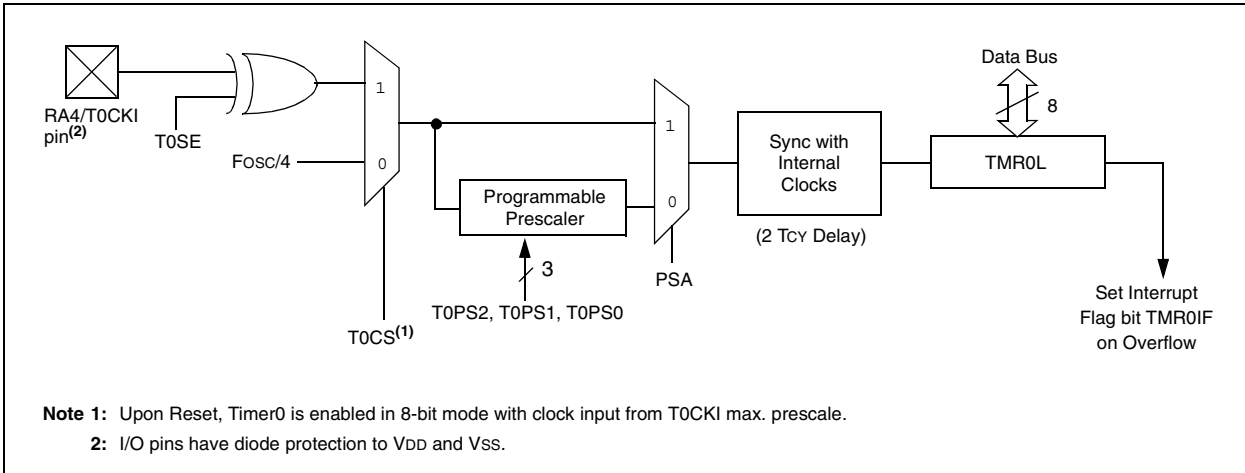 Data Bus
8
RA4/T0CKI
pin(2)
T0SE
1
FOSC/4
0
T0CS(1)
Programmable
Prescaler
3
T0PS2, T0PS1, T0PS0
1
0
PSA
Sync with
Internal
Clocks
(2 TCY Delay)
TMR0L
Set Interrupt
Flag bit TMR0IF
on Overflow
Note 1: Upon Reset, Timer0 is enabled in 8-bit mode with clock input from T0CKI max. prescale.
2: I/O pins have diode protection to VDD and VSS.